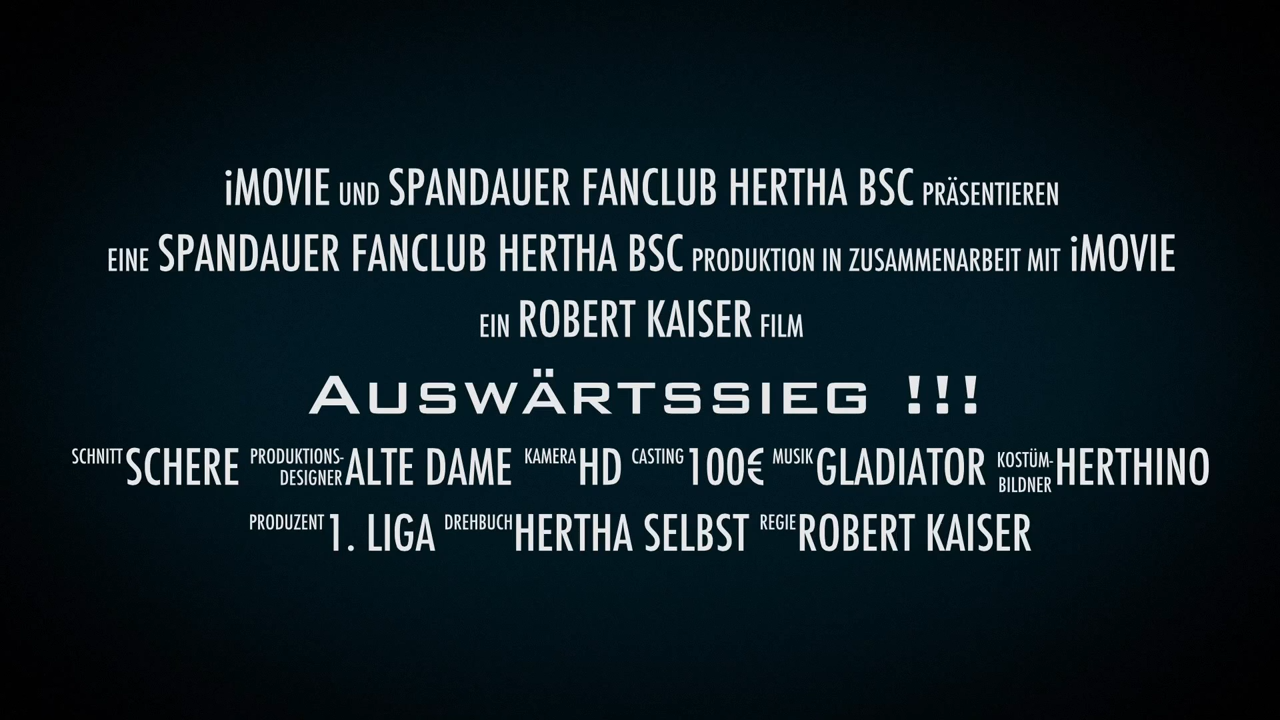 iMOVIE UND SPANDAUER FANCLUB HERTHA BSC PRÄSENTIEREN
EINE SPANDAUER FANCLUB HERTHA BSC PRODUKTION IN ZUSAMMENARBEIT MIT iMOVIE
EIN ROBERT KAISER FILM
AUSWÄRTSSIEG !!!
SCHNITT SCHERE PRODUKTIONS-DESIGNER ALTE DAME KAMERA HD CASTING 100€ MUSIK GLADIATOR KOSTÜM-BILDNER HERTHINO
PRODUZENT 1. LIGA DREHBUCH HERTHA SELBST REGIE ROBERT KAISER